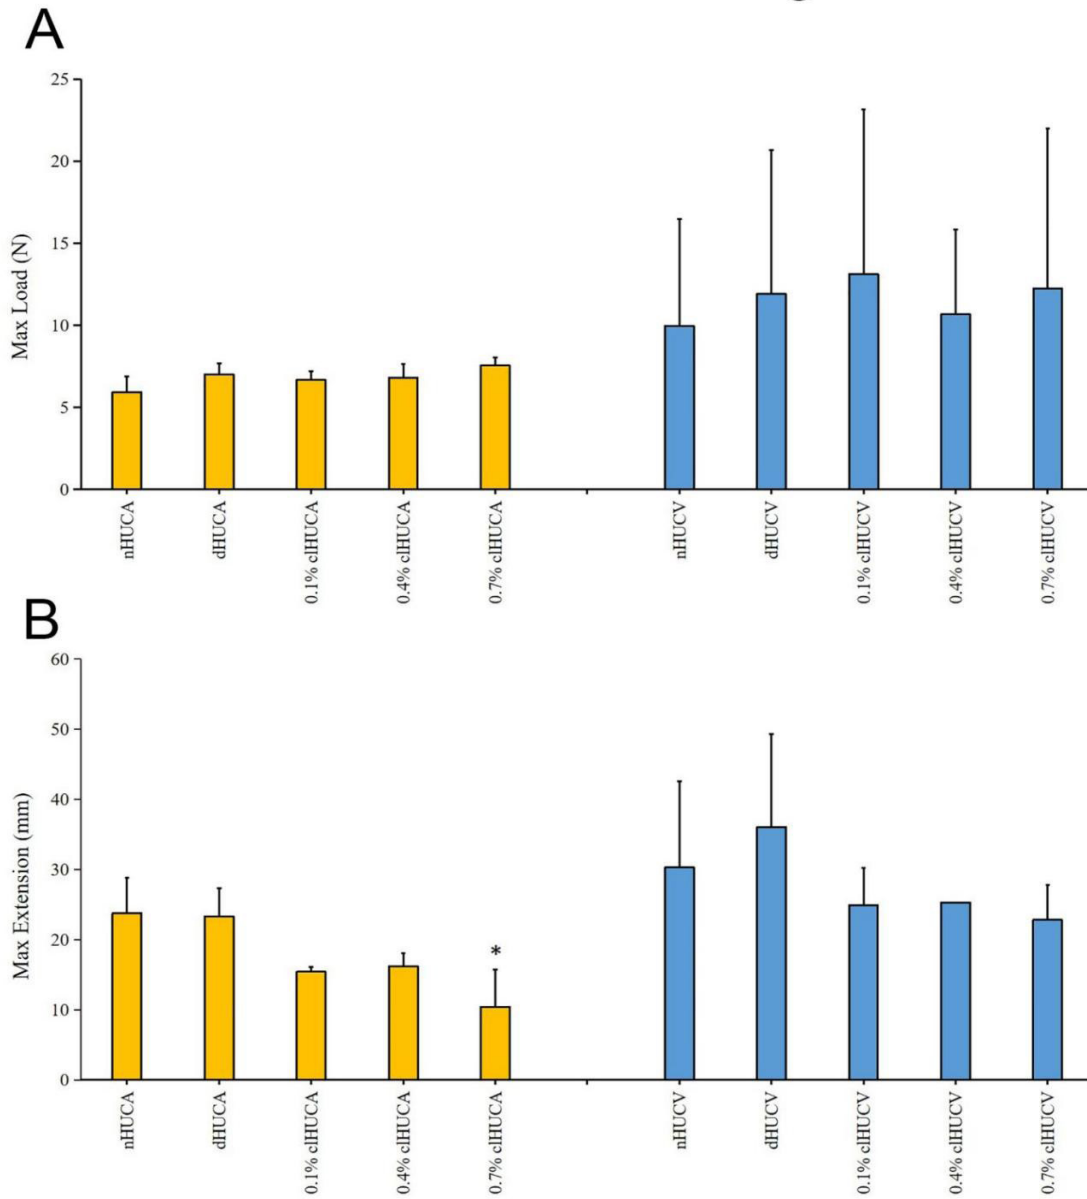 A
25
20
15
10
5
0
Max Load (N)
nHUCA
dHUCA
0.1% clHUCA
0.4% clHUCA
0.7% clHUCA
nHUCV
dHUCV
0.1% clHUCV
0.4% clHUCV
0.7% clHUCV
B
60
50
40
30
20
10
0
Max Extension (mm)
*
nHUCA
dHUCA
0.1% clHUCA
0.4% clHUCA
0.7% clHUCA
nHUCV
dHUCV
0.1% clHUCV
0.4% clHUCV
0.7% clHUCV